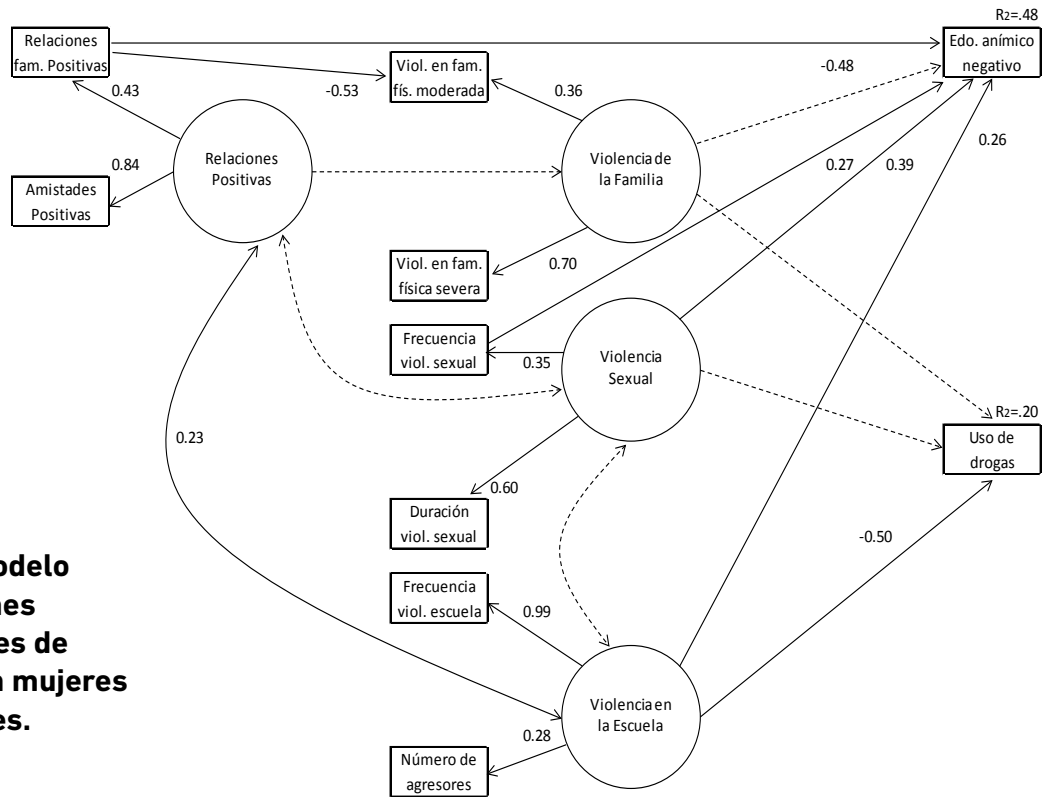 R2=.48
Relaciones
fam. Positivas
Viol. en fam.
fís. moderada
Edo. anímico
negativo
-0.48
0.43
-0.53
0.36
0.26
Relaciones
Positivas
Violencia de
la Familia
0.84
0.27
0.39
Amistades
Positivas
Viol. en fam.
física severa
0.70
Frecuencia
viol. sexual
0.35
Violencia
Sexual
R2=.20
Uso de
drogas
0.23
0.60
Duración
viol. sexual
-0.50
odelo
nes
es de
n mujeres
es.
Frecuencia
viol. escuela
0.99
Violencia en
la Escuela
0.28
Número de
agresores